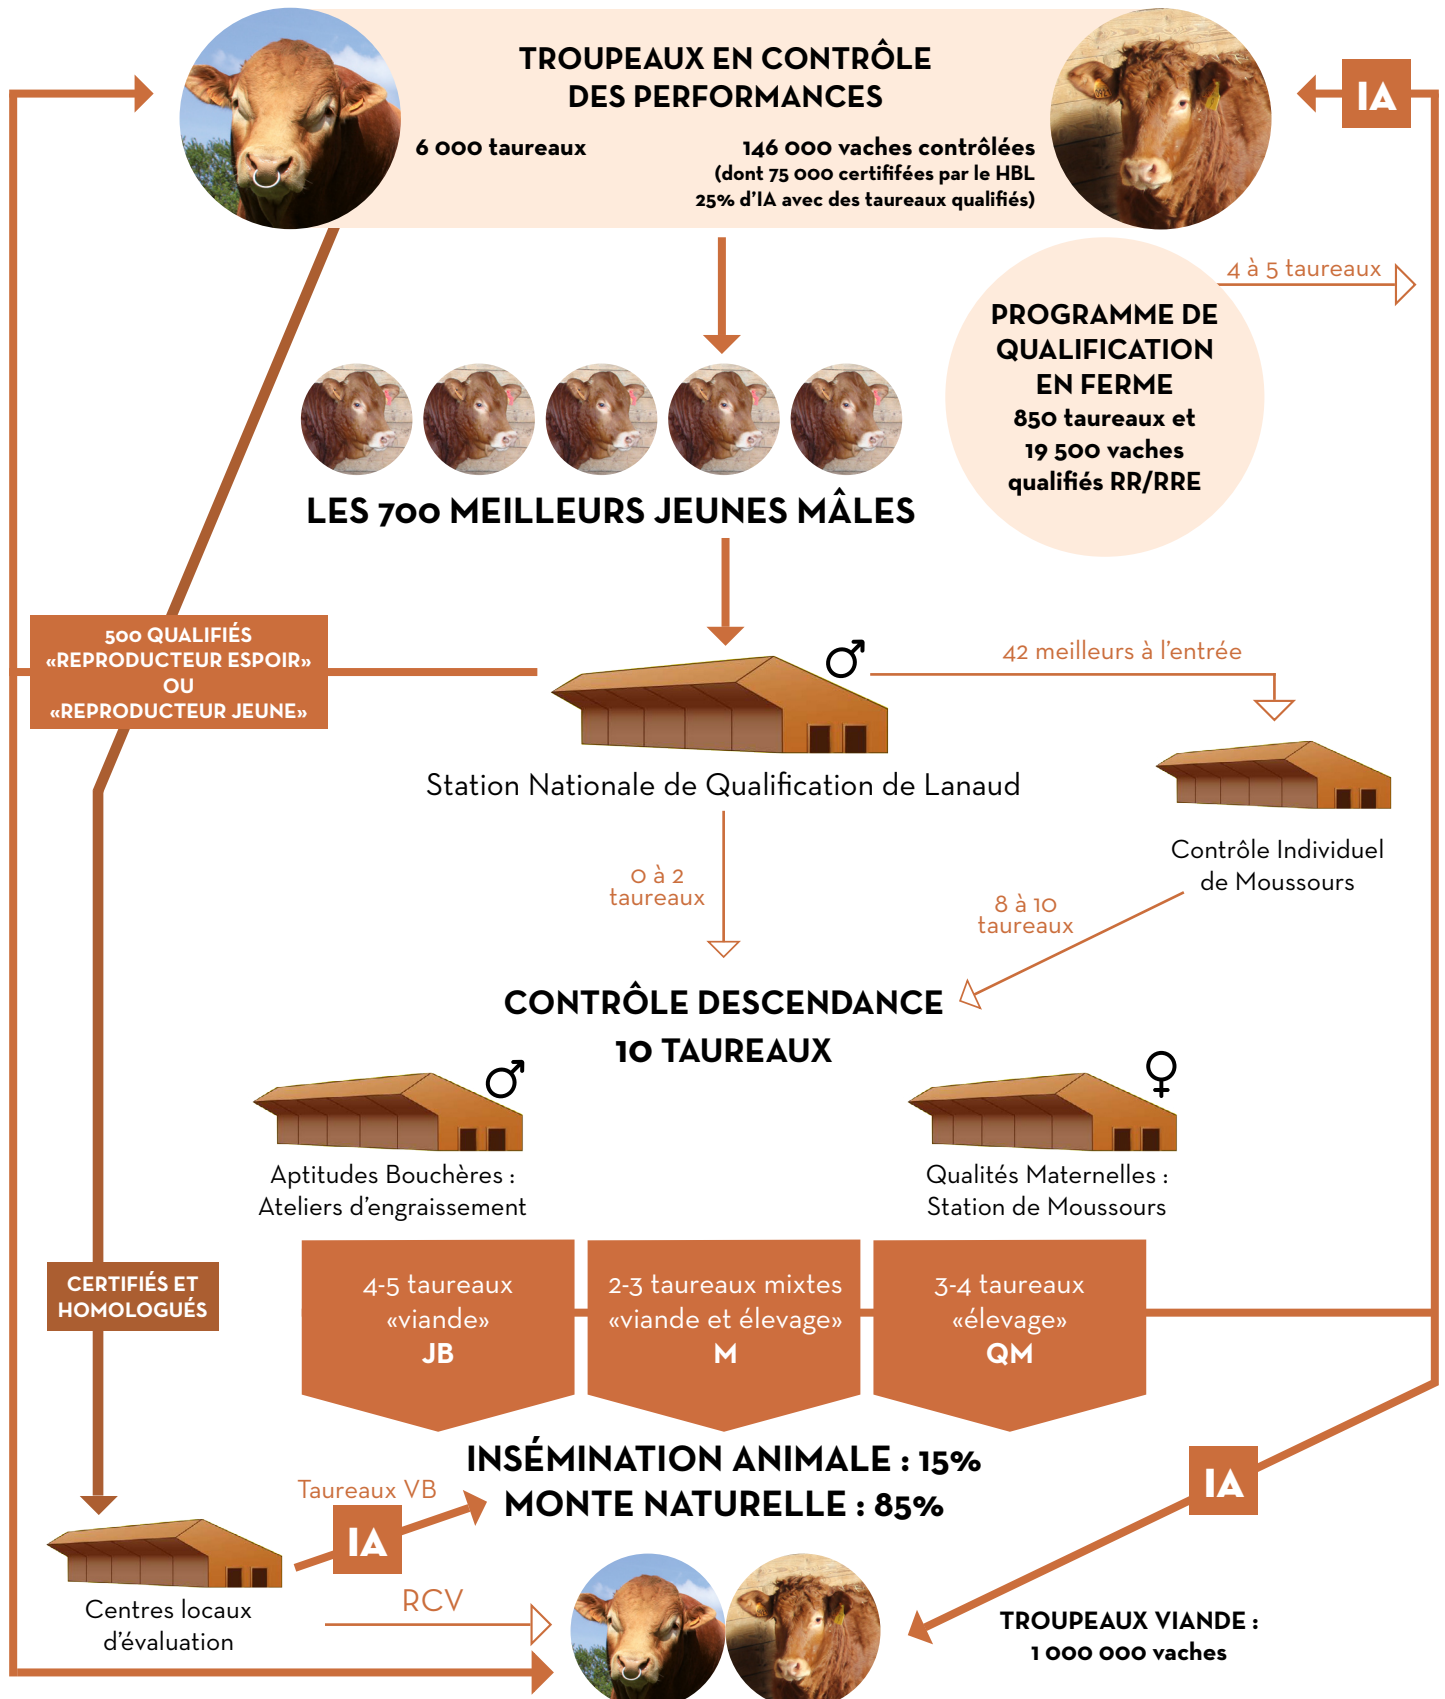 TROUPEAUX EN CONTRÔLE
DES PERFORMANCES
6 000 taureaux
146 000 vaches contrôlées
(dont 75 000 certififées par le HBL
25% d'IA avec des taureaux qualifiés)
IA
4 à 5 taureaux
PROGRAMME DE
QUALIFICATION
EN FERME
850 taureaux et
19 500 vaches
qualifiés RR/RRE
LES 700 MEILLEURS JEUNES MÂLES
500 QUALIFIÉS
«REPRODUCTEUR ESPOIR»
OU
«REPRODUCTEUR JEUNE»
42 meilleurs à l'entrée
Station Nationale de Qualification de Lanaud
Contrôle Individuel
de Moussours
0 à 2
taureaux
8 à 10
taureaux
CONTRÔLE DESCENDANCE
10 TAUREAUX
Aptitudes Bouchères :
Ateliers d'engraissement
Qualités Maternelles :
Station de Moussours
CERTIFIÉS ET
HOMOLOGUÉS
4-5 taureaux
«viande»
JB
2-3 taureaux mixtes
«viande et élevage»
M
3-4 taureaux
«élevage»
QM
INSÉMINATION ANIMALE : 15%
MONTE NATURELLE : 85%
Taureaux VB
IA
IA
Centres locaux
d'évaluation
RCV
TROUPEAUX VIANDE :
1 000 000 vaches